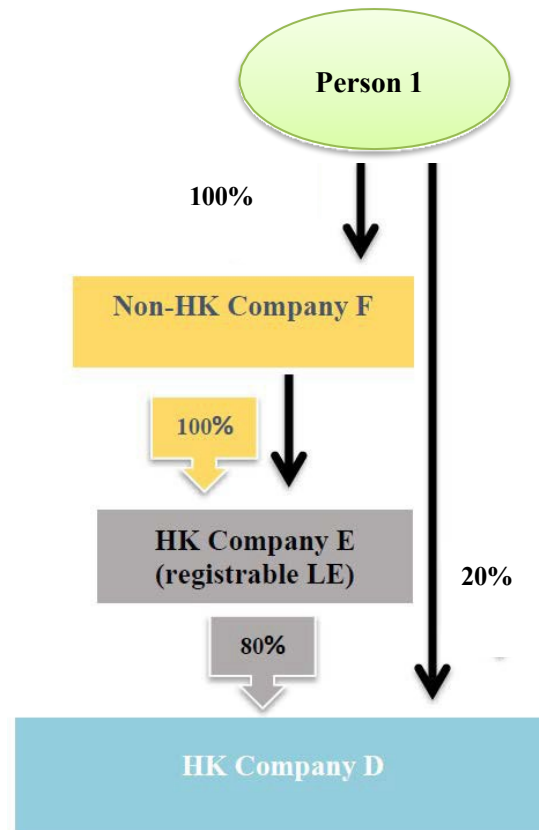 Person 1
100%
Non-HK Company F
100%
HK Company E
(registrable LE)
20%
80%
HK Company D